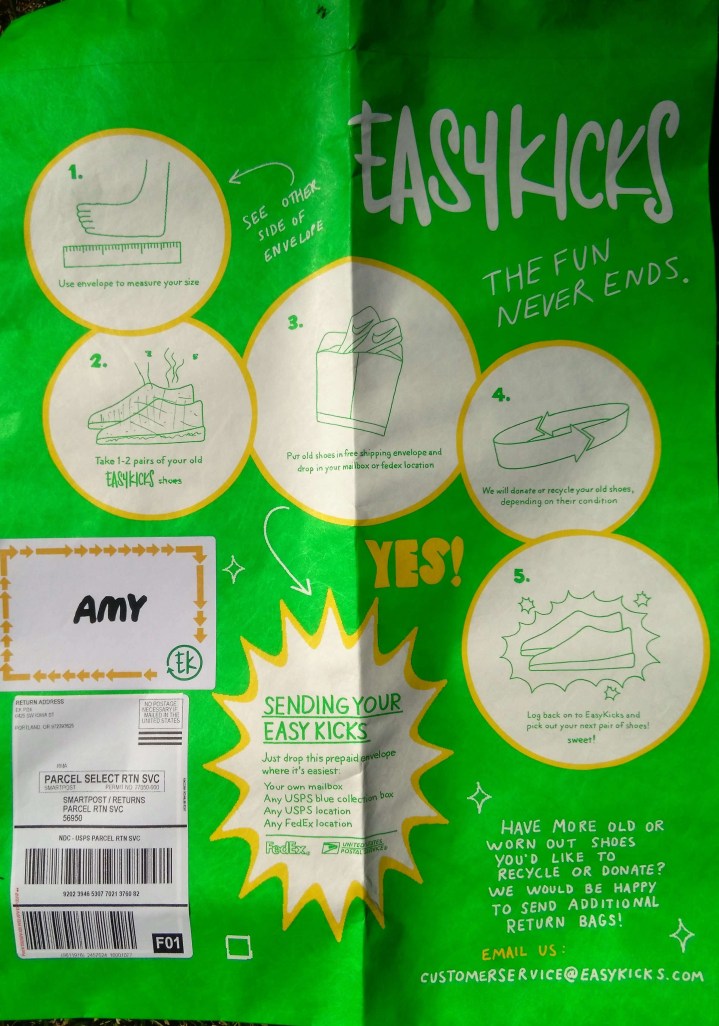 EASYKICKS
THE FUN
NEVER ENDS.
SEE OTHER
SIDE OF
ENVELOPE
1.
Use envelope to measure your size
2.
Take 1-2 pairs of your old
EASYKICKS shoes
3.
Put old shoes in free shipping envelope and
drop in your mailbox or fedex location
4.
We will donate or recycle your old shoes,
depending on their condition
5.
Log back on to EasyKicks and
pick out your next pair of shoes!
sweet!
YES!
AMY
EK
SENDING YOUR
EASY KICKS
Just drop this prepaid envelope
where it's easiest:
Your own mailbox
Any USPS blue collection box
Any USPS location
Any FedEx location
FedEx
UNITED STATES
POSTAL SERVICE
RETURN ADDRESS
PORTLAND OR
NO POSTAGE
NECESSARY IF
MAILED IN THE
UNITED STATES
PARCEL SELECT RTN SVC
SMARTPOST
PERMIT NO.
SMARTPOST / RETURNS
PARCEL RTN SVC
56950
NDC - USPS PARCEL RTN SVC
9202 3946 5307 7021 3760 82
F01
HAVE MORE OLD OR
WORN OUT SHOES
YOU'D LIKE TO
RECYCLE OR DONATE?
WE WOULD BE HAPPY
TO SEND ADDITIONAL
RETURN BAGS!
EMAIL US:
CUSTOMERSERVICE@EASYKICKS.COM